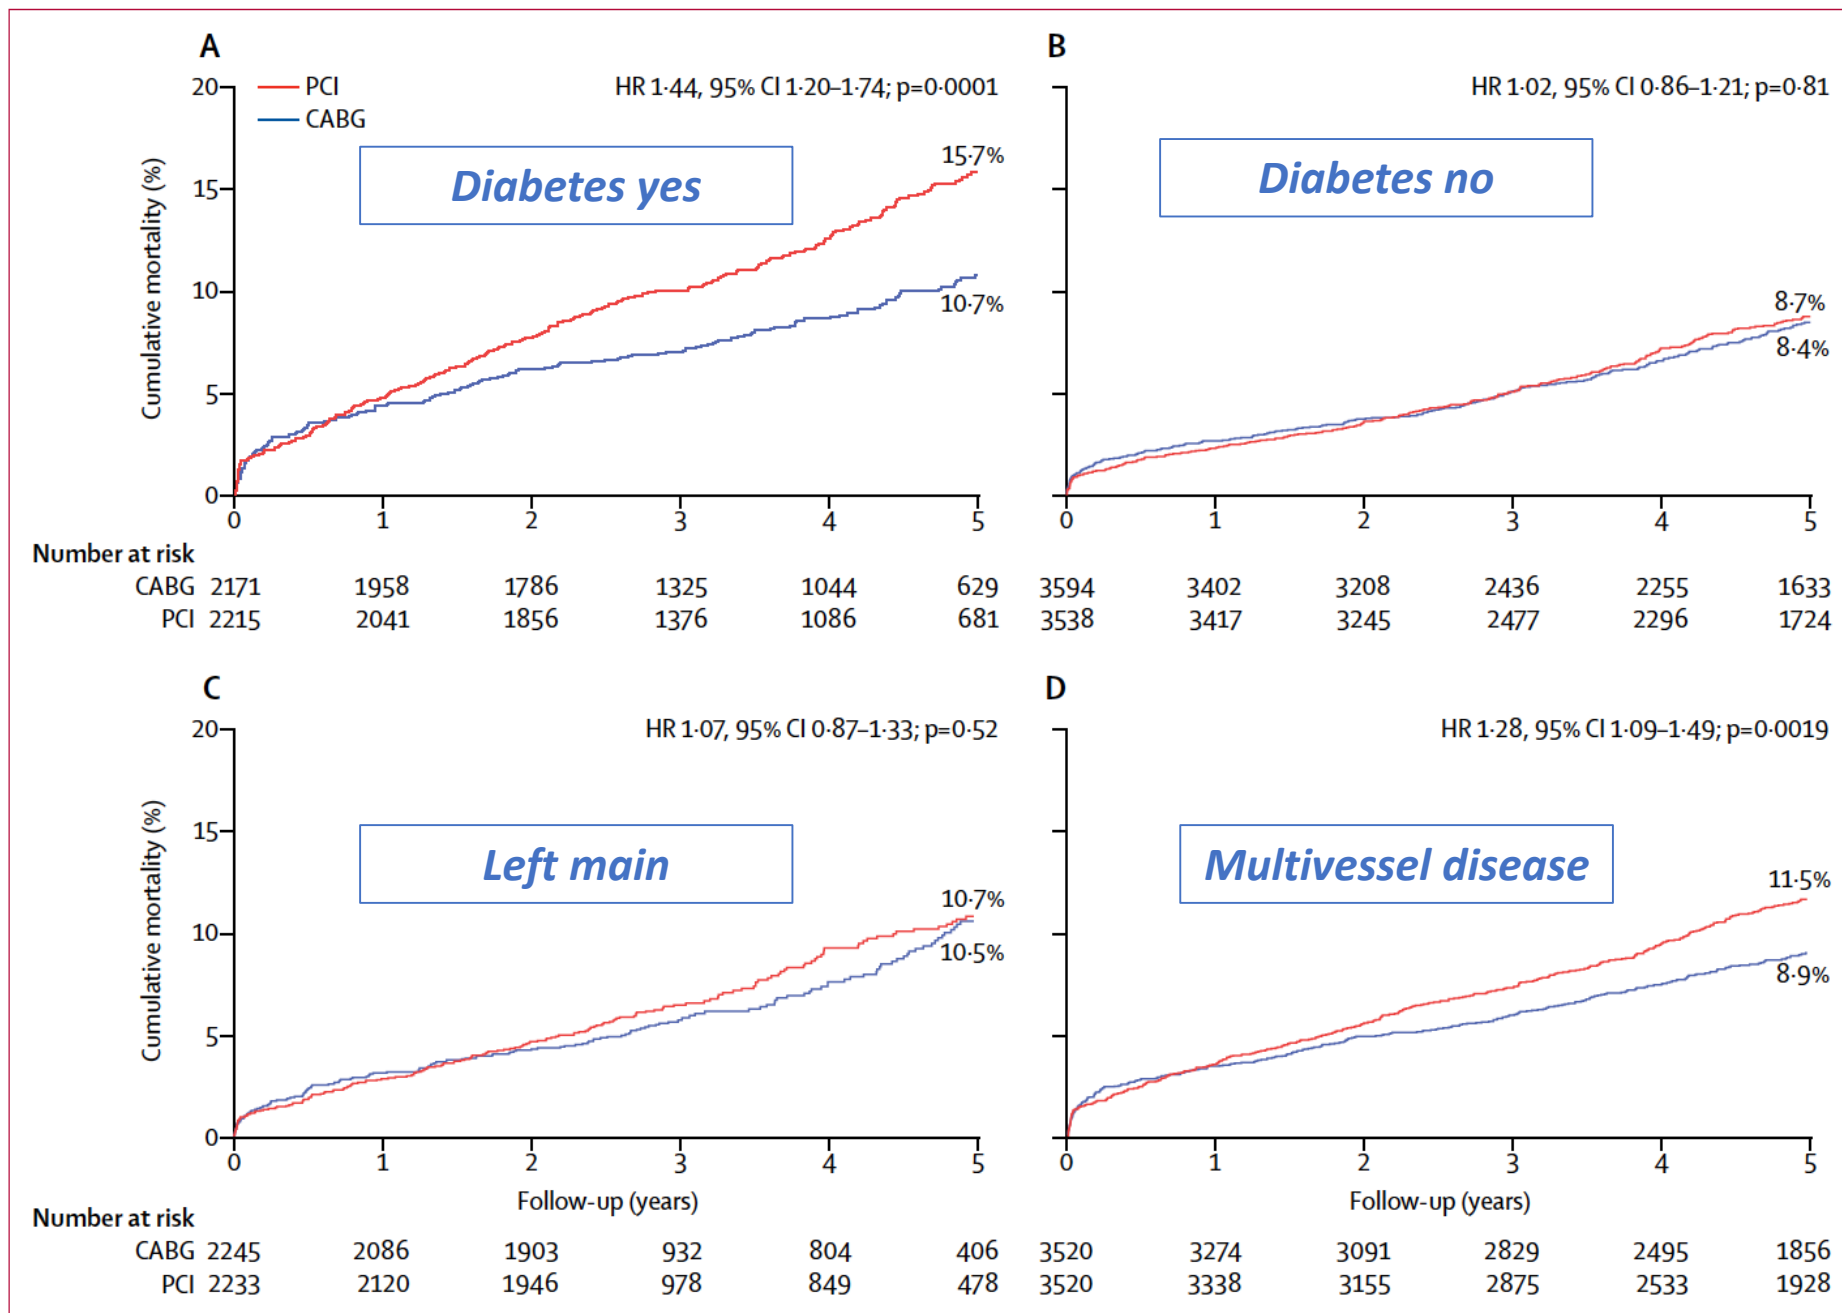 A
20
PCI
CABG
HR 1·44, 95% CI 1·20–1·74; p=0·0001
Diabetes yes
15·7%
10·7%
15
10
5
0
Cumulative mortality (%)
0 1 2 3 4 5
B
HR 1·02, 95% CI 0·86–1·21; p=0·81
Diabetes no
8·7%
8·4%
0 1 2 3 4 5
Number at risk
CABG 2171 1958 1786 1325 1044 629 3594 3402 3208 2436 2255 1633
PCI 2215 2041 1856 1376 1086 681 3538 3417 3245 2477 2296 1724
C
20
HR 1·07, 95% CI 0·87–1·33; p=0·52
Left main
10·7%
10·5%
15
10
5
0
Cumulative mortality (%)
0 1 2 3 4 5
Follow-up (years)
D
HR 1·28, 95% CI 1·09–1·49; p=0·0019
Multivessel disease
11·5%
8·9%
0 1 2 3 4 5
Follow-up (years)
Number at risk
CABG 2245 2086 1903 932 804 406 3520 3274 3091 2829 2495 1856
PCI 2233 2120 1946 978 849 478 3520 3338 3155 2875 2533 1928